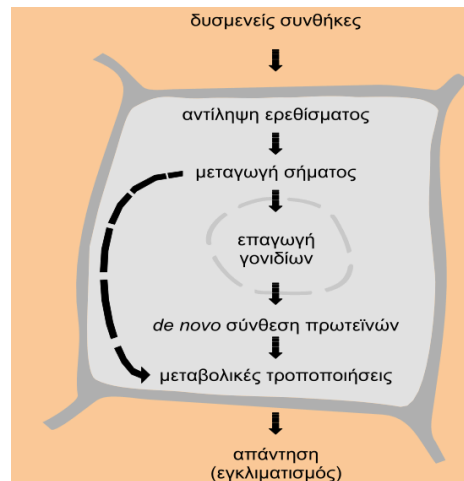 δυσμενείς συνθήκες
αντίληψη ερεθίσματος
μεταγωγή σήματος
επαγωγή
γονιδίων
de novo σύνθεση πρωτεϊνών
μεταβολικές τροποποιήσεις
απάντηση
(εγκλιματισμός)